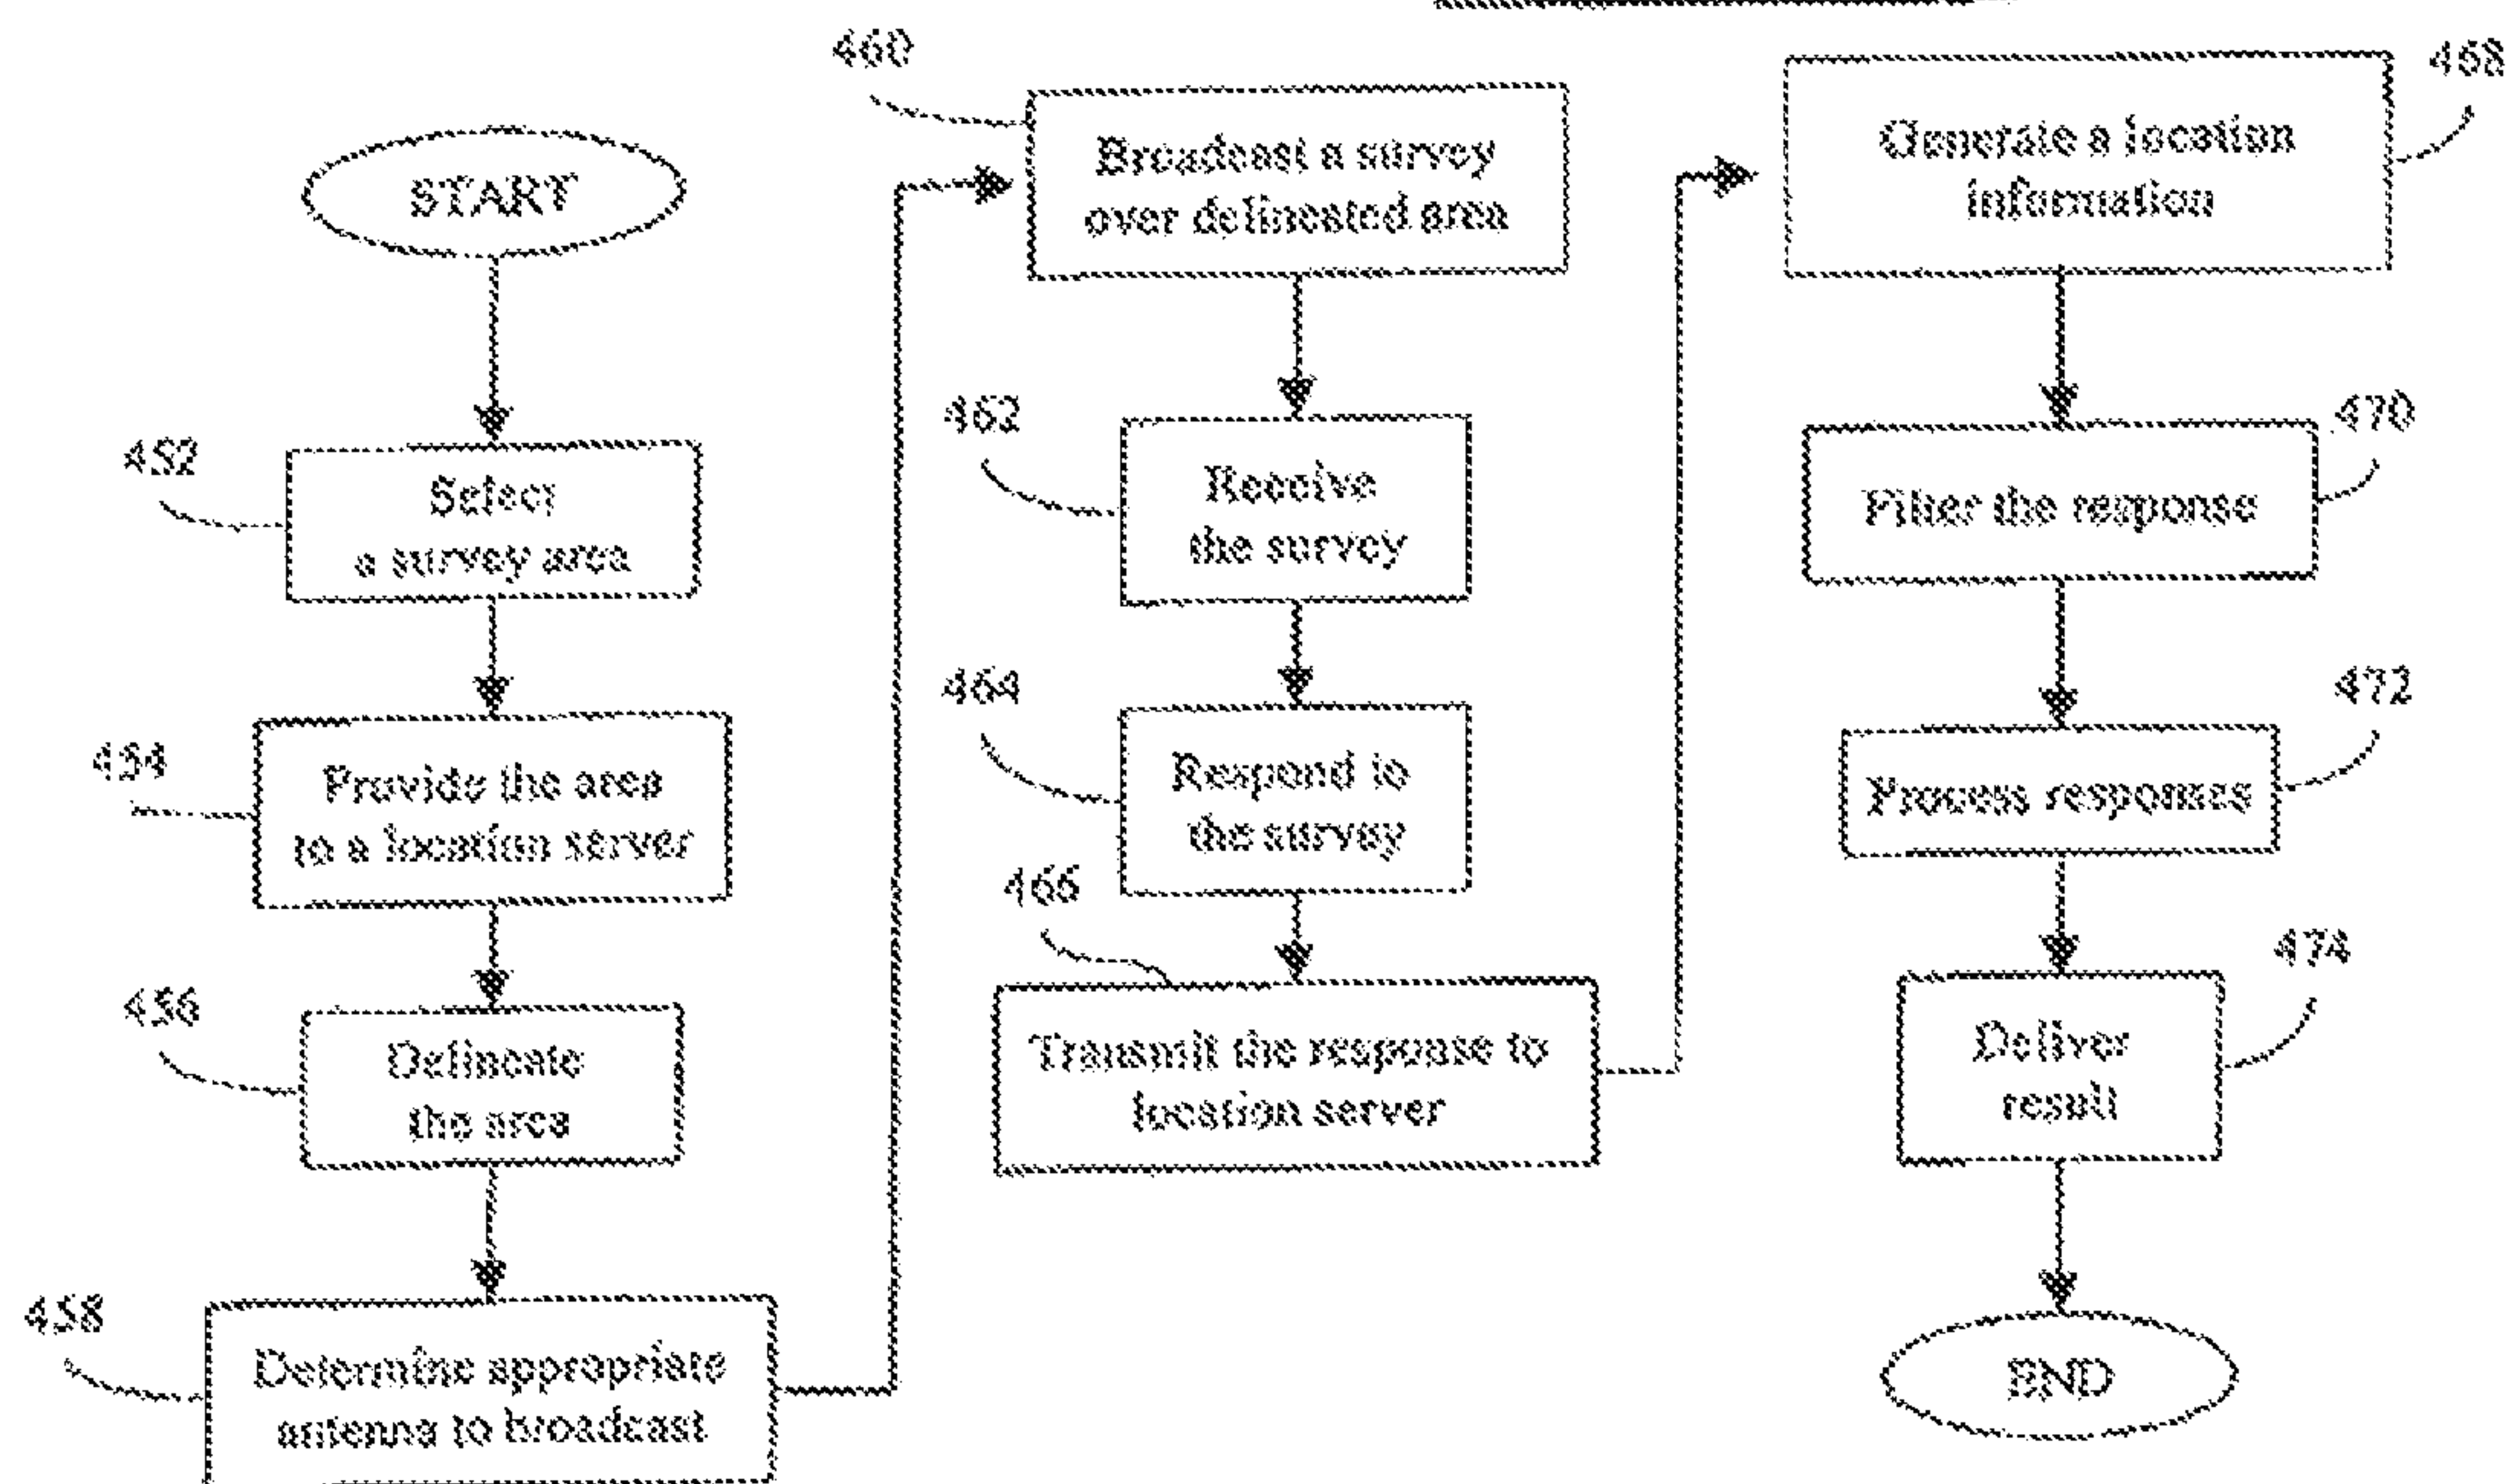 START
452
Select
a survey area
454
Provide the area
to a location server
456
Delineate
the area
458
Determine appropriate
antenna to broadcast
460
Broadcast a survey
over delineated area
462
Receive
the survey
464
Respond to
the survey
466
Transmit the response to
location server
468
Generate a location
information
470
Filter the response
472
Process responses
474
Deliver
result
END